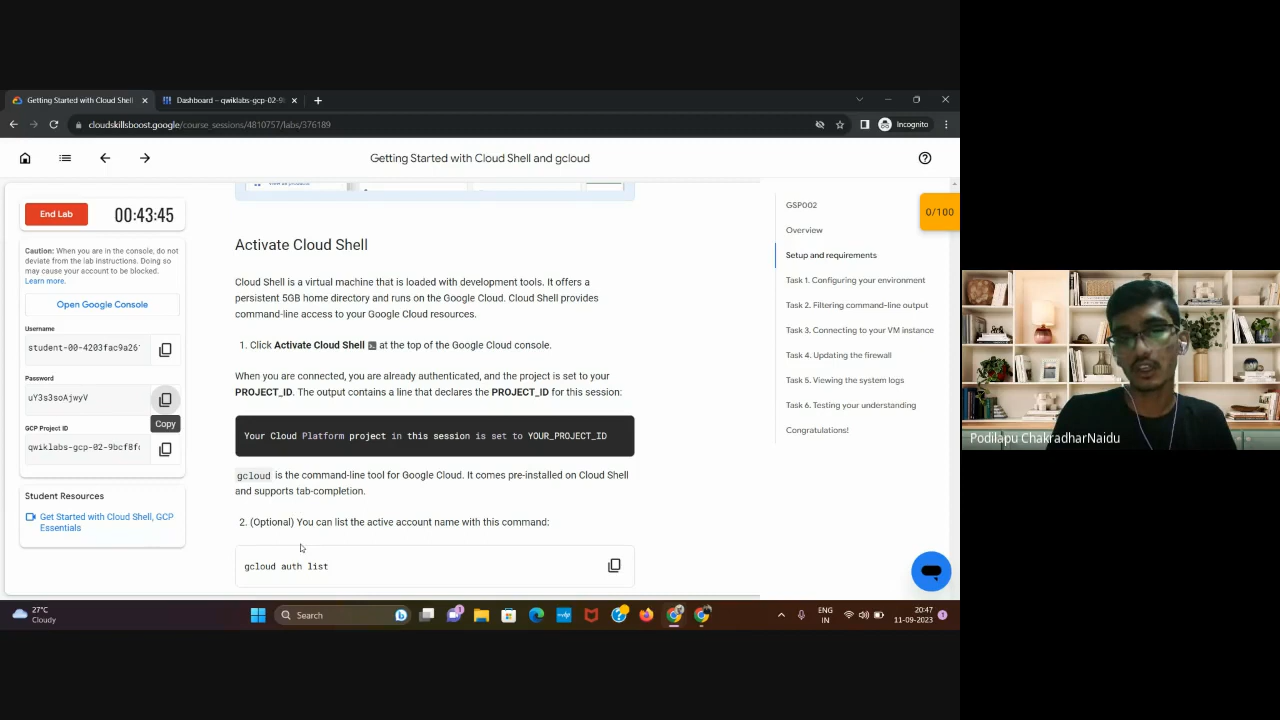 Getting Started with Cloud Shell
Dashboard – qwiklabs-gcp-02-9b
cloudskillsboost.google/course_sessions/4810757/labs/376189
Incognito
Getting Started with Cloud Shell and gcloud
End Lab
00:43:45
Caution: When you are in the console, do not
deviate from the lab instructions. Doing so
may cause your account to be blocked.
Learn more.
Open Google Console
Username
student-00-4203fac9a26
Password
uY3s3soAjwyV
Copy
GCP Project ID
qwiklabs-gcp-02-9bcf8f
Student Resources
Get Started with Cloud Shell, GCP
Essentials
Activate Cloud Shell
Cloud Shell is a virtual machine that is loaded with development tools. It offers a
persistent 5GB home directory and runs on the Google Cloud. Cloud Shell provides
command-line access to your Google Cloud resources.
1. Click Activate Cloud Shell at the top of the Google Cloud console.
When you are connected, you are already authenticated, and the project is set to your
PROJECT_ID. The output contains a line that declares the PROJECT_ID for this session:
Your Cloud Platform project in this session is set to YOUR_PROJECT_ID
gcloud is the command-line tool for Google Cloud. It comes pre-installed on Cloud Shell
and supports tab-completion.
2. (Optional) You can list the active account name with this command:
gcloud auth list
GSP002
Overview
Setup and requirements
Task 1. Configuring your environment
Task 2. Filtering command-line output
Task 3. Connecting to your VM instance
Task 4. Updating the firewall
Task 5. Viewing the system logs
Task 6. Testing your understanding
Congratulations!
0/100
Podilapu ChakradharNaidu
27°C
Cloudy
Search
ENG
IN
20:47
11-09-2023